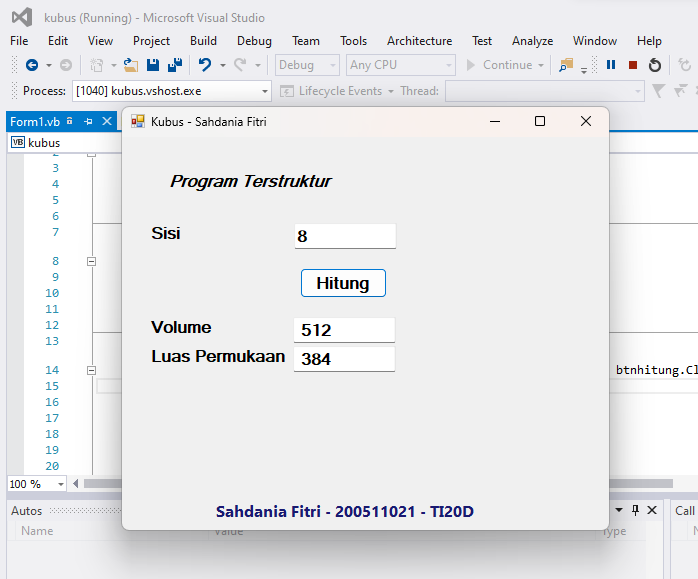 kubus (Running) - Microsoft Visual Studio
File Edit View Project Build Debug Team Tools Architecture Test Analyze Window Help
Debug Any CPU Continue
Process: [1040] kubus.vshost.exe Lifecycle Events Thread:
Form1.vb
Kubus - Sahdania Fitri
VB kubus
3
4
5
6
7
8
9
10
11
12
13
14
15
16
17
18
19
20
Program Terstruktur
Sisi 8
Hitung
Volume 512
Luas Permukaan 384
btnhitung.Cl
100 %
Sahdania Fitri - 200511021 - TI20D
Autos
Call
Name Value Type